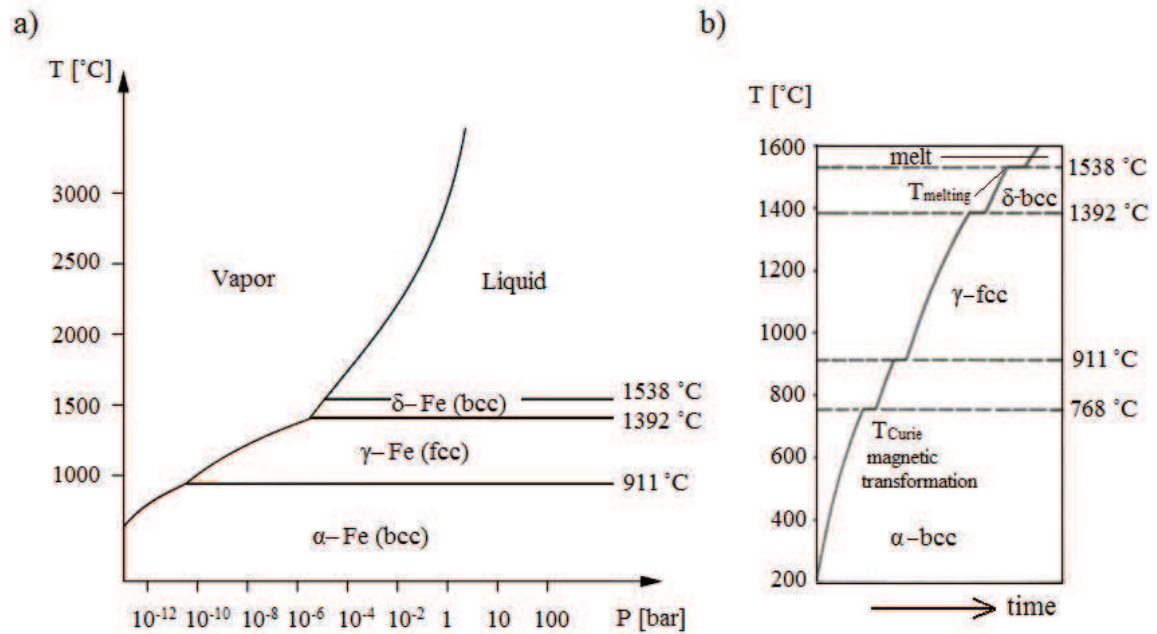 a)
T [˚C]
3000
2500
2000
1500
1000
Vapor
Liquid
δ–Fe (bcc)
γ–Fe (fcc)
α–Fe (bcc)
1538 ˚C
1392 ˚C
911 ˚C
10⁻¹² 10⁻¹⁰ 10⁻⁸ 10⁻⁶ 10⁻⁴ 10⁻² 1 10 100 P [bar]
b)
T [˚C]
1600
1400
1200
1000
800
600
400
200
melt
Tmelting
δ-bcc
γ–fcc
TCurie
magnetic
transformation
α–bcc
1538 ˚C
1392 ˚C
911 ˚C
768 ˚C
time